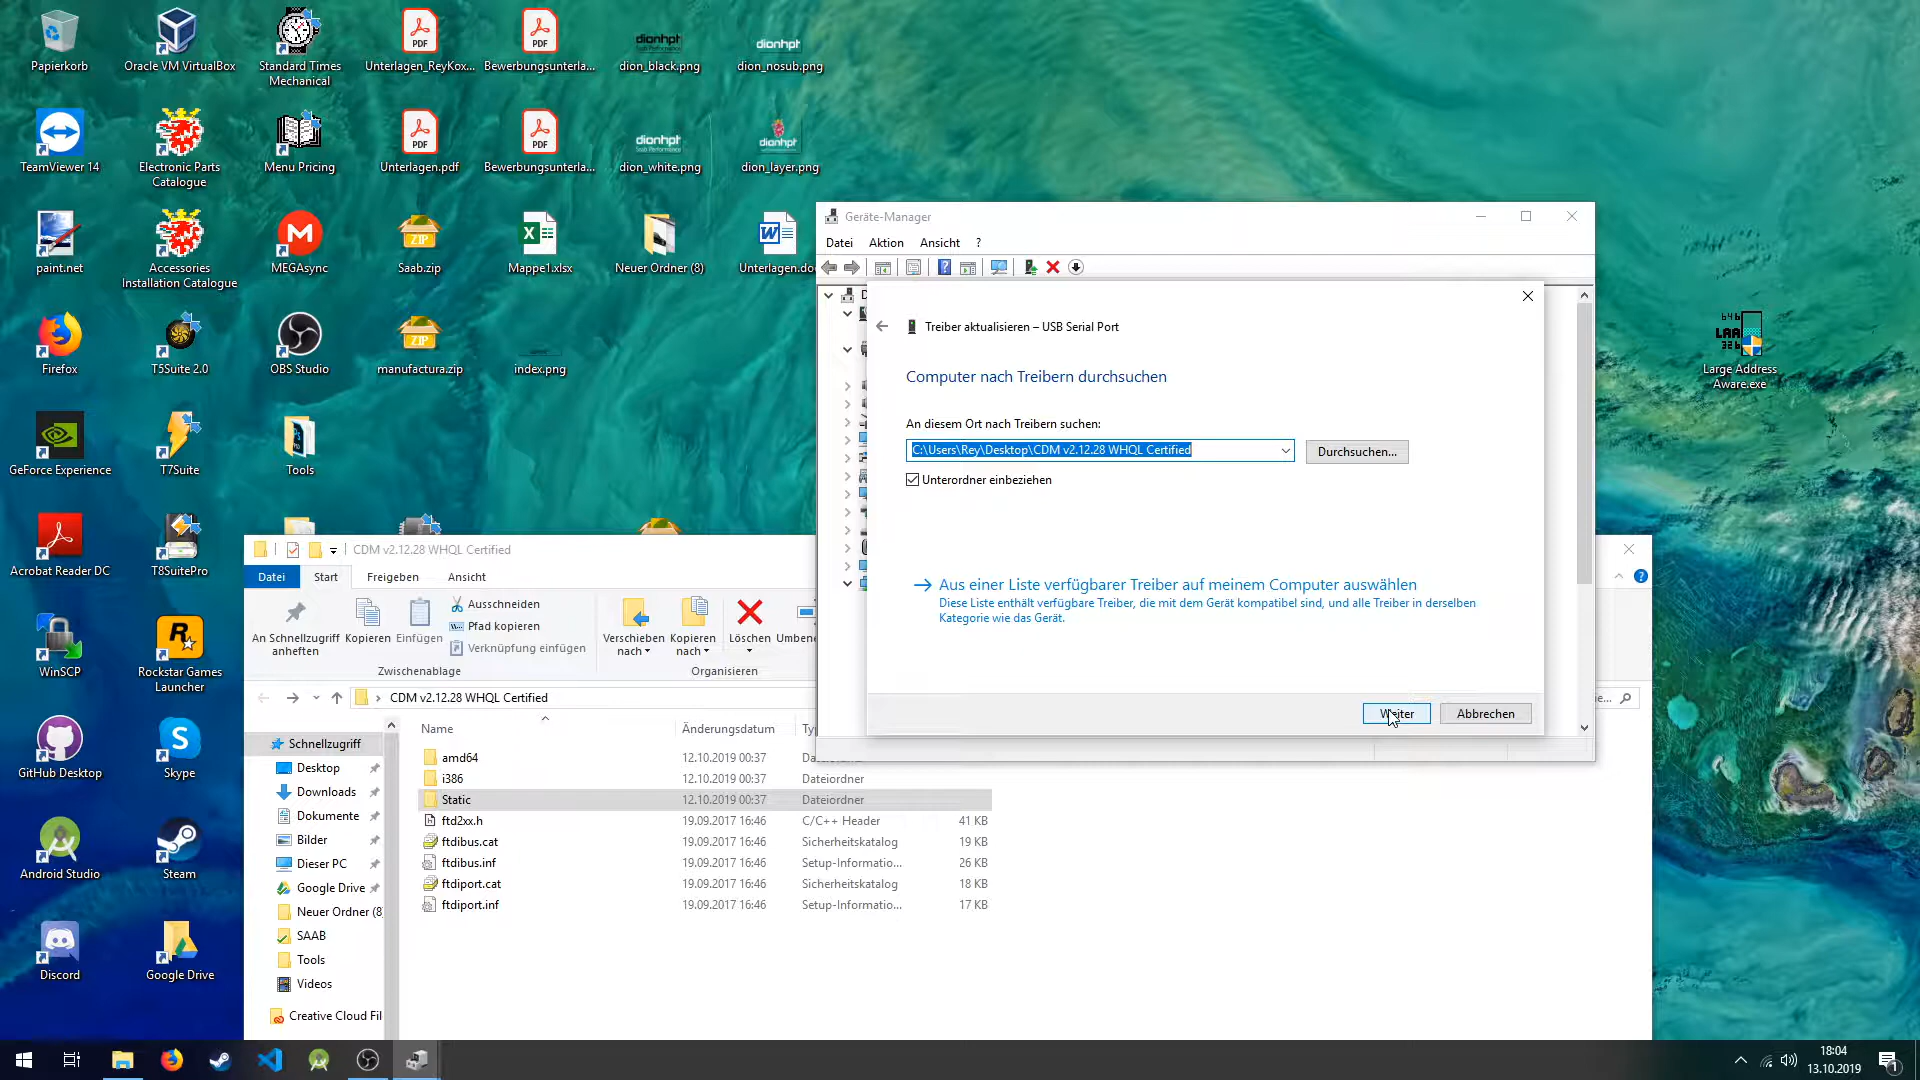 Papierkorb
Oracle VM VirtualBox
Standard Times
Mechanical
Unterlagen_ReyKox...
Bewerbungsunterla...
dion_black.png
dionhpt
dion_nosub.png
TeamViewer 14
Electronic Parts
Catalogue
Menu Pricing
PDF
Unterlagen.pdf
PDF
Bewerbungsunterla...
dionhpt
dion_white.png
dionhpt
dion_layer.png
paint.net
Accessories
Installation Catalogue
MEGAsync
ZIP
Saab.zip
Mappe1.xlsx
Neuer Ordner (8)
Unterlagen.do
Firefox
T5Suite 2.0
OBS Studio
ZIP
manufactura.zip
index.png
GeForce Experience
T7Suite
Tools
Acrobat Reader DC
T8SuitePro
WinSCP
Rockstar Games
Launcher
GitHub Desktop
Skype
Android Studio
Steam
Discord
Google Drive
Large Address
Aware.exe
Geräte-Manager
Datei Aktion Ansicht ?
Treiber aktualisieren – USB Serial Port
Computer nach Treibern durchsuchen
An diesem Ort nach Treibern suchen:
C:\Users\Rey\Desktop\CDM v2.12.28 WHQL Certified
Durchsuchen...
Unterordner einbeziehen
Aus einer Liste verfügbarer Treiber auf meinem Computer auswählen
Diese Liste enthält verfügbare Treiber, die mit dem Gerät kompatibel sind, und alle Treiber in derselben
Kategorie wie das Gerät.
Weiter
Abbrechen
CDM v2.12.28 WHQL Certified
Datei Start Freigeben Ansicht
An Schnellzugriff
anheften
Kopieren
Einfügen
Ausschneiden
Pfad kopieren
Verknüpfung einfügen
Zwischenablage
Verschieben
nach
Kopieren
nach
Löschen
Umbene
Organisieren
CDM v2.12.28 WHQL Certified
Name Änderungsdatum Ty
amd64 12.10.2019 00:37
i386 12.10.2019 00:37 Dateiordner
Static 12.10.2019 00:37 Dateiordner
ftd2xx.h 19.09.2017 16:46 C/C++ Header 41 KB
ftdibus.cat 19.09.2017 16:46 Sicherheitskatalog 19 KB
ftdibus.inf 19.09.2017 16:46 Setup-Informatio... 26 KB
ftdiport.cat 19.09.2017 16:46 Sicherheitskatalog 18 KB
ftdiport.inf 19.09.2017 16:46 Setup-Informatio... 17 KB
Schnellzugriff
Desktop
Downloads
Dokumente
Bilder
Dieser PC
Google Drive
Neuer Ordner (8
SAAB
Tools
Videos
Creative Cloud Fil
18:04
13.10.2019
1